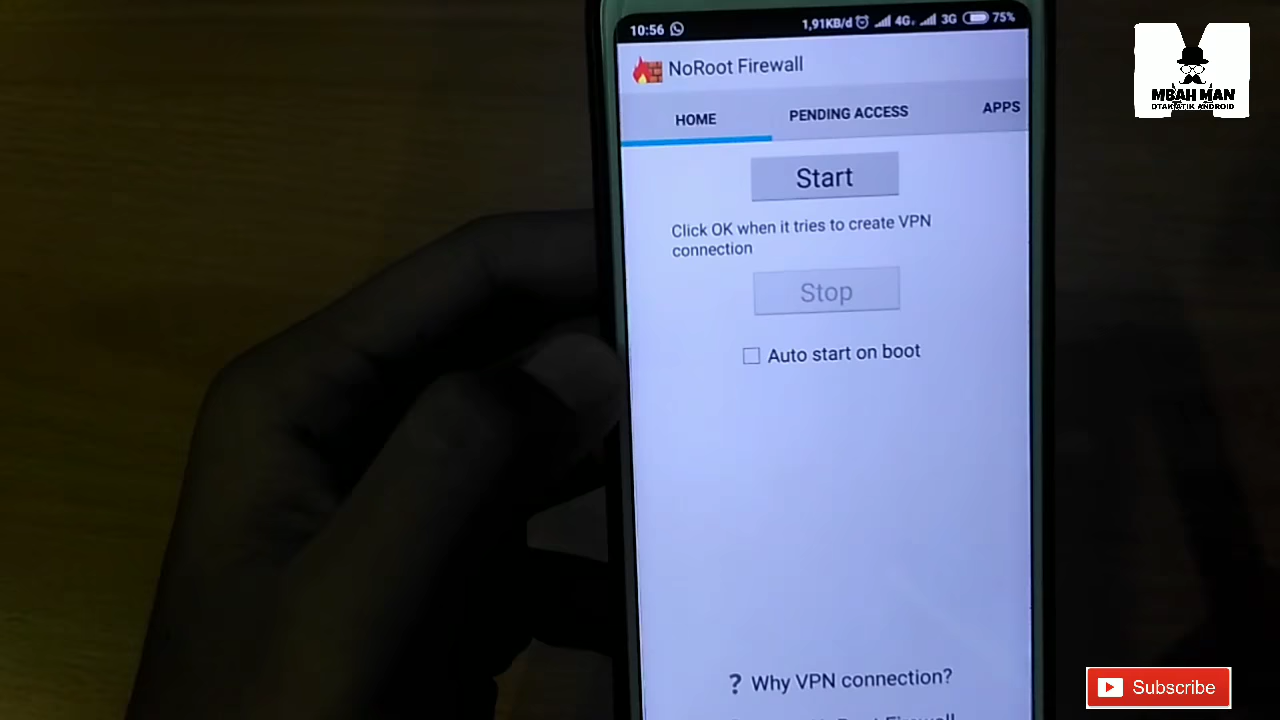 10:56
1,91KB/d 4G 3G 75%
NoRoot Firewall
HOME PENDING ACCESS APPS
Start
Click OK when it tries to create VPN
connection
Stop
Auto start on boot
? Why VPN connection?
MBAH MAN
OTAKATIK ANDROID
Subscribe